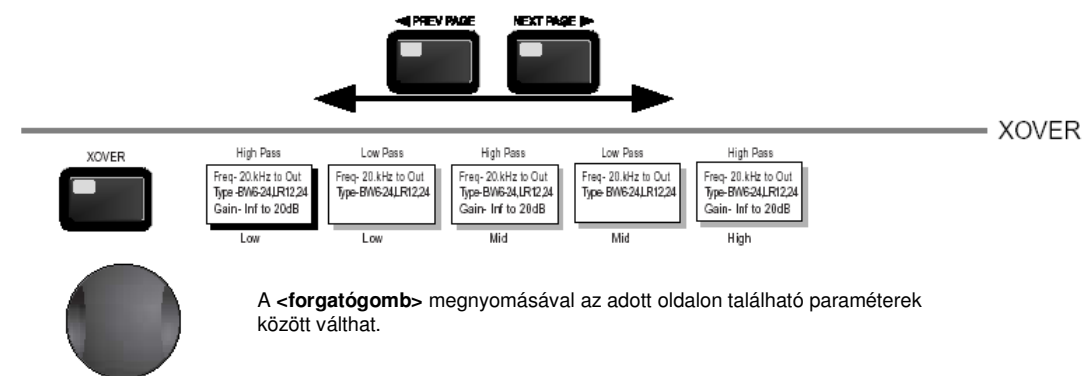 PREV PAGE NEXT PAGE
XOVER
XOVER
High Pass Low Pass High Pass Low Pass High Pass
Freq- 20.kHz to Out Freq- 20.kHz to Out Freq- 20.kHz to Out Freq- 20.kHz to Out Freq- 20.kHz to Out
Type -BW6-24,LR12,24 Type-BW6-24,LR12,24 Type-BW6-24,LR12,24 Type-BW6-24,LR12,24 Type-BW6-24,LR12,24
Gain- Inf to 20dB Gain- Inf to 20dB Gain- Inf to 20dB
Low Low Mid Mid High
A <forgatógomb> megnyomásával az adott oldalon található paraméterek
között válthat.